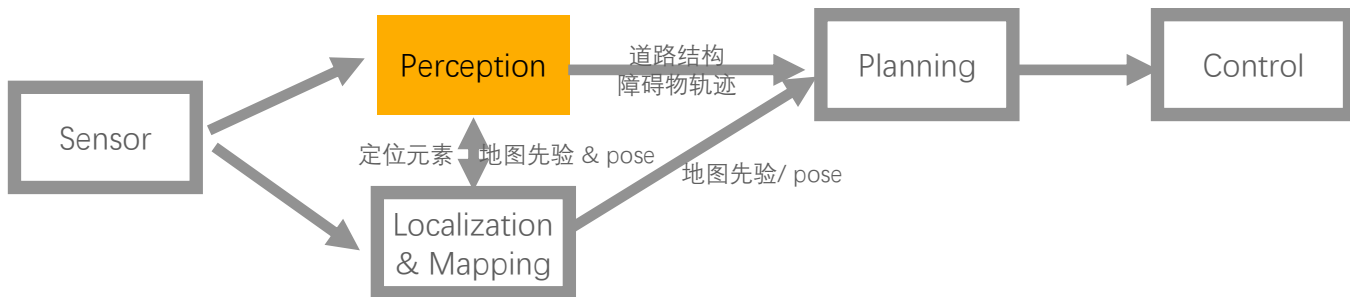 Sensor
Perception
道路结构
障碍物轨迹
Planning
Control
定位元素
地图先验 & pose
地图先验/ pose
Localization
& Mapping